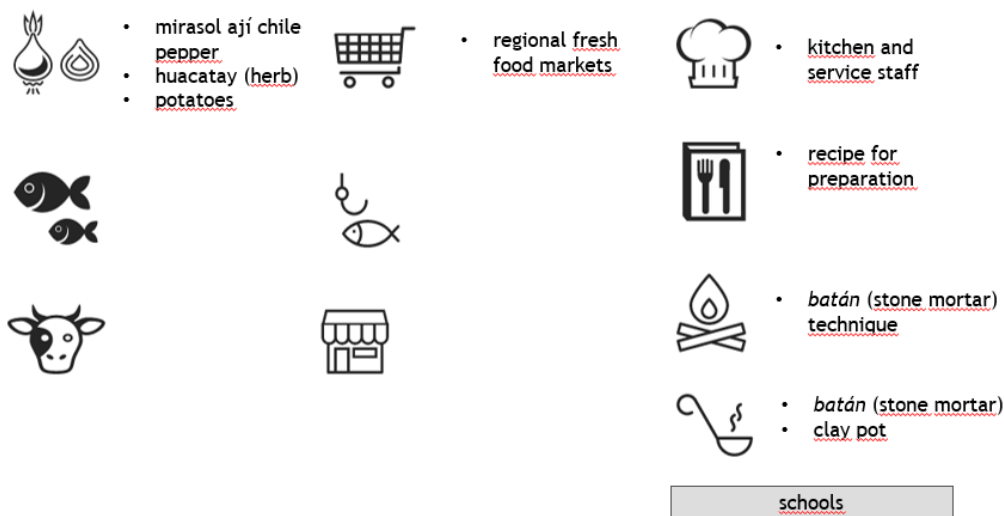 • mirasol ají chile
pepper
• huacatay (herb)
• potatoes
• regional fresh
food markets
• kitchen and
service staff
• recipe for
preparation
• batán (stone mortar)
technique
• batán (stone mortar)
• clay pot
schools